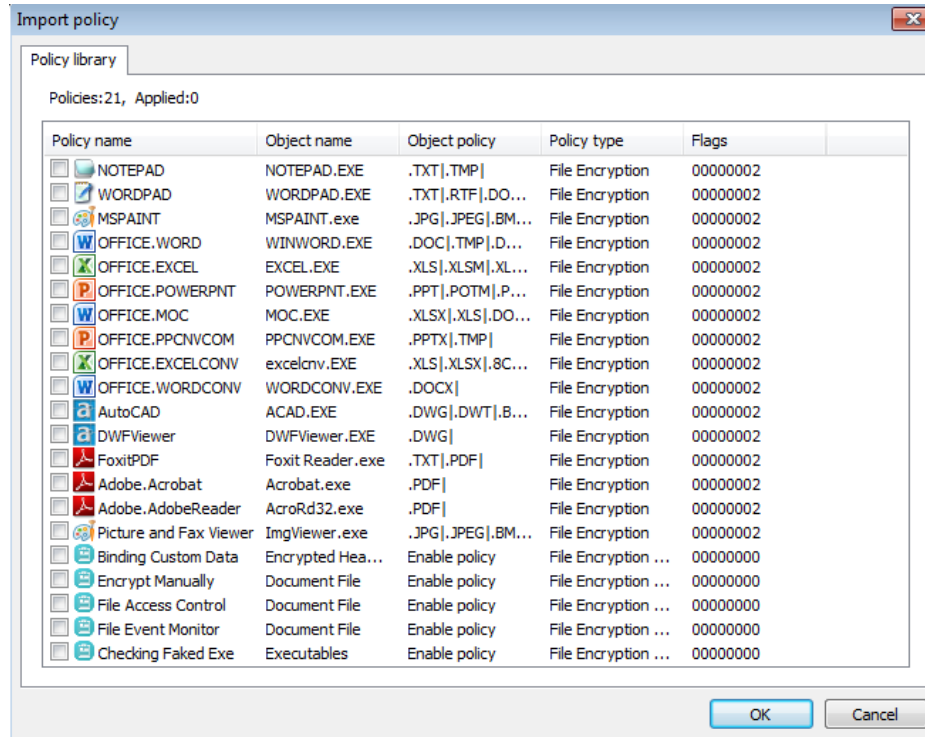 Import policy
Policy library
Policies:21, Applied:0
Policy name Object name Object policy Policy type Flags
NOTEPAD NOTEPAD.EXE .TXT|.TMP| File Encryption 00000002
WORDPAD WORDPAD.EXE .TXT|.RTF|.DO... File Encryption 00000002
MSPAINT MSPAINT.exe .JPG|.JPEG|.BM... File Encryption 00000002
OFFICE.WORD WINWORD.EXE .DOC|.TMP|.D... File Encryption 00000002
OFFICE.EXCEL EXCEL.EXE .XLS|.XLSM|.XL... File Encryption 00000002
OFFICE.POWERPNT POWERPNT.EXE .PPT|.POTM|.P... File Encryption 00000002
OFFICE.MOC MOC.EXE .XLSX|.XLS|.DO... File Encryption 00000002
OFFICE.PPCNVCOM PPCNVCOM.EXE .PPTX|.TMP| File Encryption 00000002
OFFICE.EXCELCONV excelcnv.EXE .XLS|.XLSX|.8C... File Encryption 00000002
OFFICE.WORDCONV WORDCONV.EXE .DOCX| File Encryption 00000002
AutoCAD ACAD.EXE .DWG|.DWT|.B... File Encryption 00000002
DWFViewer DWFViewer.EXE .DWG| File Encryption 00000002
FoxitPDF Foxit Reader.exe .TXT|.PDF| File Encryption 00000002
Adobe.Acrobat Acrobat.exe .PDF| File Encryption 00000002
Adobe.AdobeReader AcroRd32.exe .PDF| File Encryption 00000002
Picture and Fax Viewer ImgViewer.exe .JPG|.JPEG|.BM... File Encryption 00000002
Binding Custom Data Encrypted Hea... Enable policy File Encryption ... 00000000
Encrypt Manually Document File Enable policy File Encryption ... 00000000
File Access Control Document File Enable policy File Encryption ... 00000000
File Event Monitor Document File Enable policy File Encryption ... 00000000
Checking Faked Exe Executables Enable policy File Encryption ... 00000000
OK Cancel